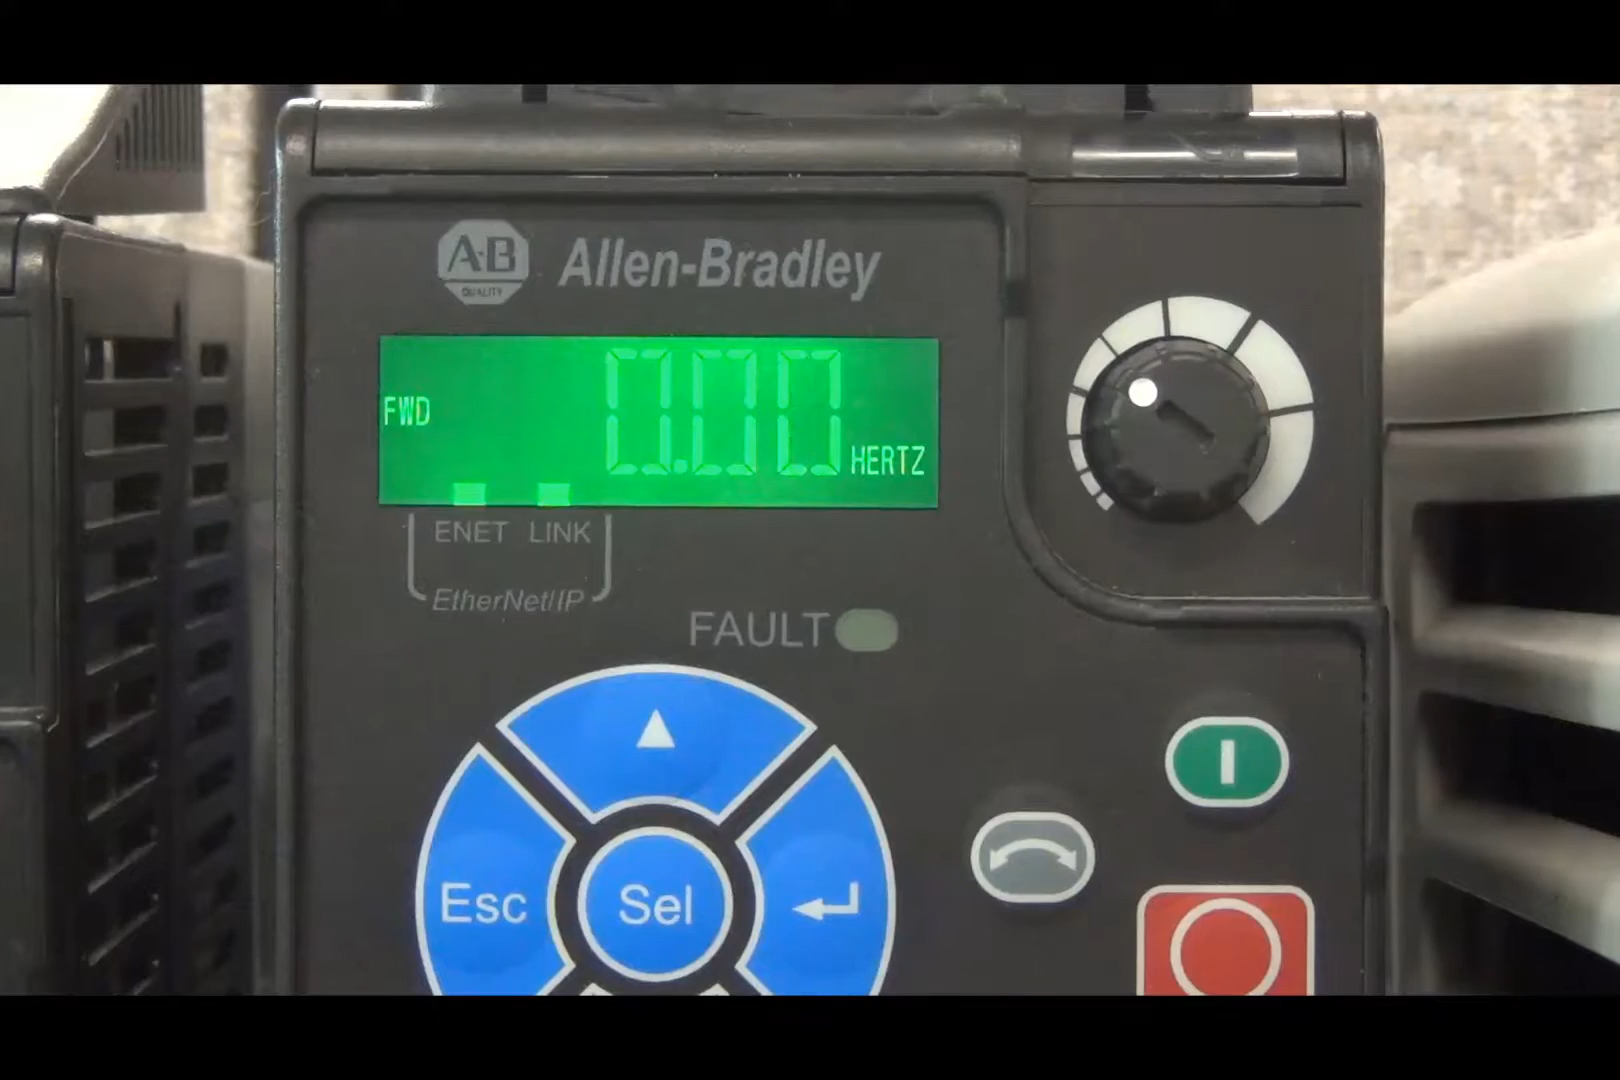 A·B
QUALITY
Allen-Bradley
0.00
FWD
HERTZ
ENET LINK
EtherNet/IP
FAULT
Esc
Sel